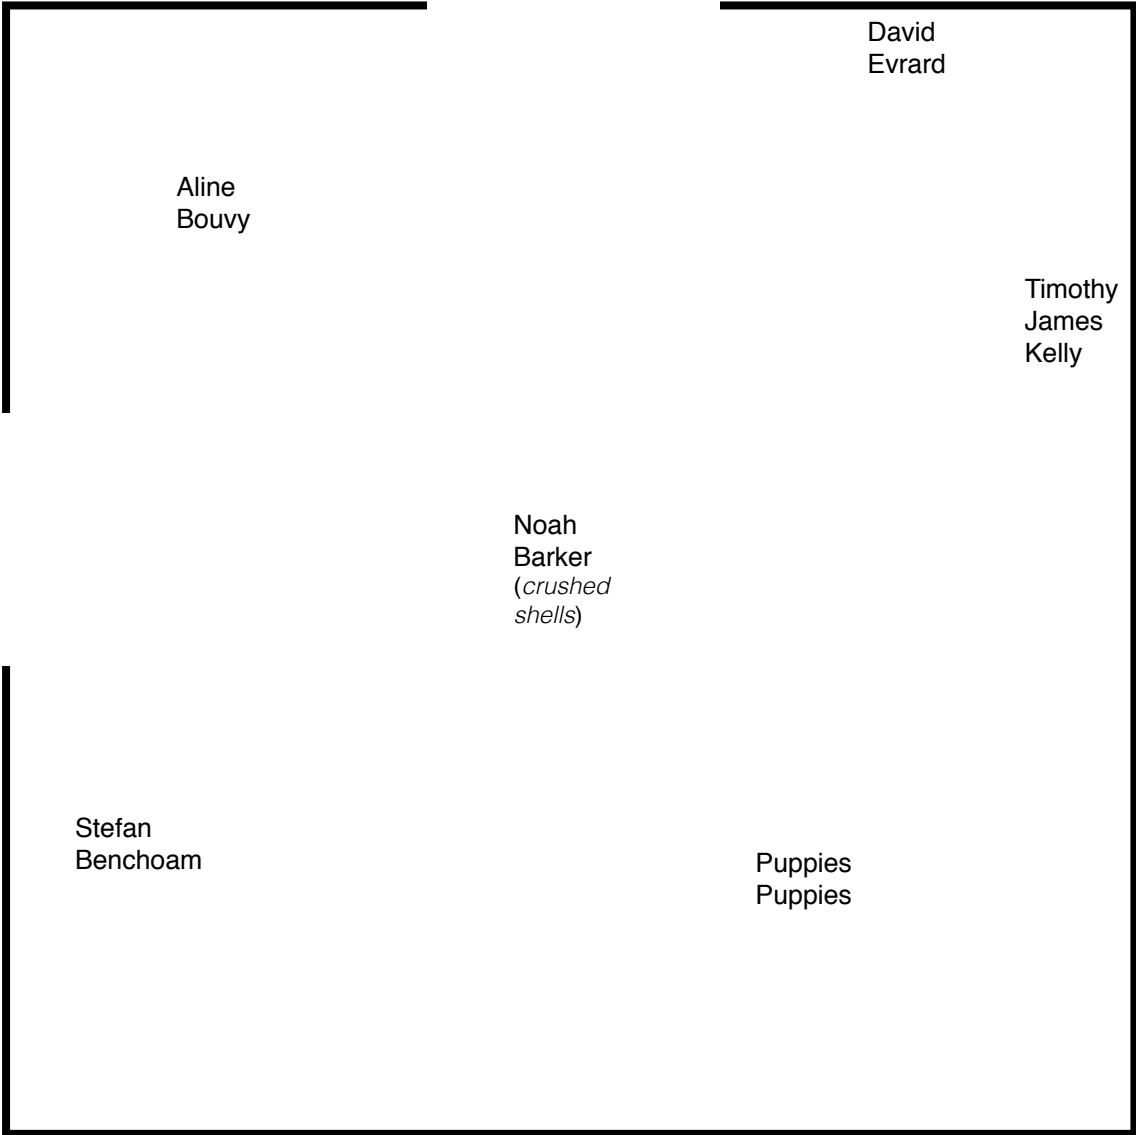 David
Evrard
Aline
Bouvy
Timothy
James
Kelly
Noah
Barker
(crushed
shells)
Stefan
Benchoam
Puppies
Puppies